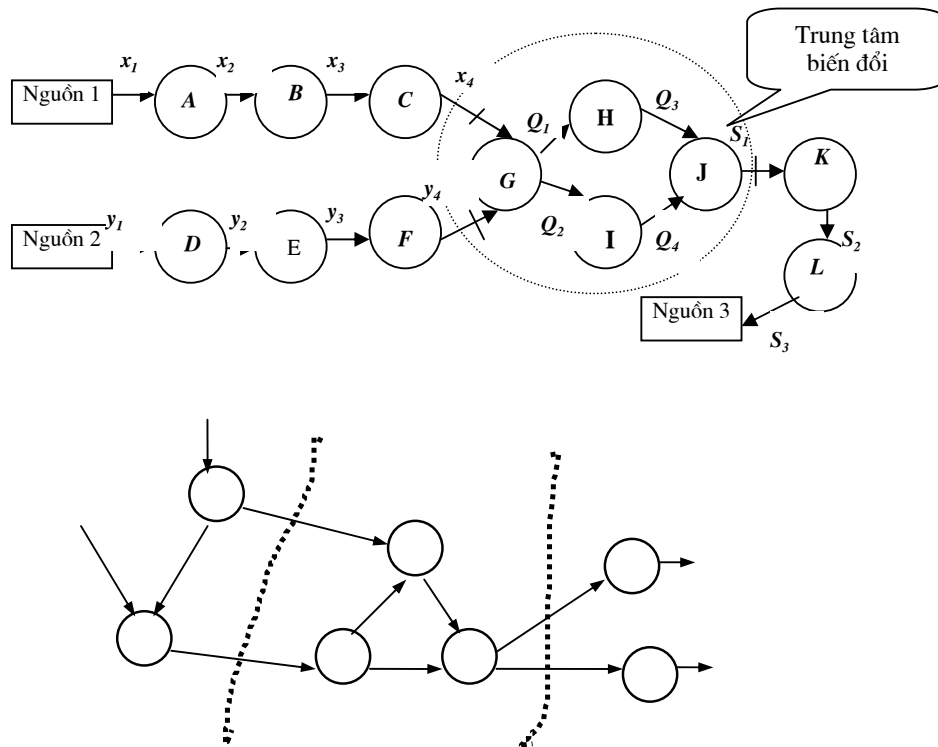 Trung tâm
biến đổi
x₁ x₂ x₃ x₄
Nguồn 1 A B C
Q₁ H Q₃
S₁
G J K
y₁ y₂ y₃ y₄
Nguồn 2 D E F
Q₂ I Q₄
S₂
L
Nguồn 3
S₃